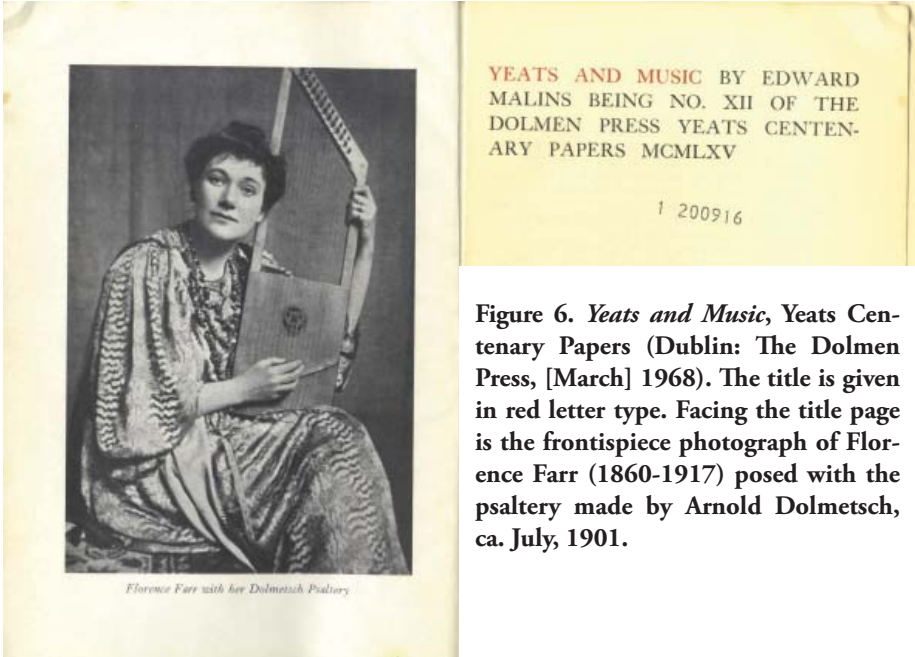 Florence Farr with her Dolmetsch Psaltery
YEATS AND MUSIC BY EDWARD
MALINS BEING NO. XII OF THE
DOLMEN PRESS YEATS CENTEN-
ARY PAPERS MCMLXV
1 200916
Figure 6. Yeats and Music, Yeats Cen-
tenary Papers (Dublin: The Dolmen
Press, [March] 1968). The title is given
in red letter type. Facing the title page
is the frontispiece photograph of Flor-
ence Farr (1860-1917) posed with the
psaltery made by Arnold Dolmetsch,
ca. July, 1901.